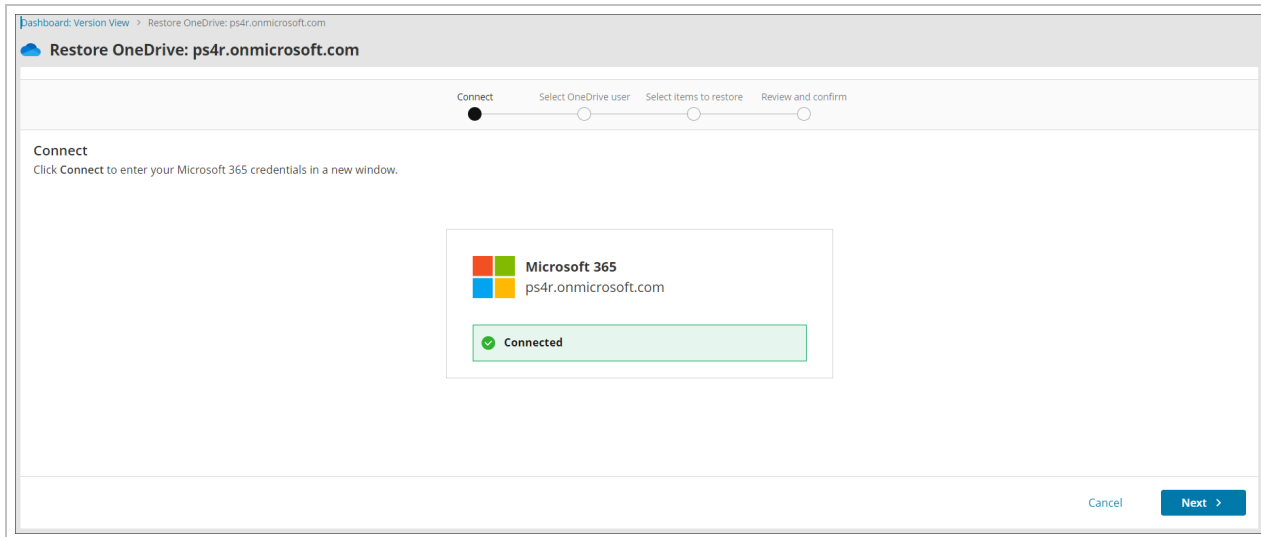 Dashboard: Version View > Restore OneDrive: ps4r.onmicrosoft.com
Restore OneDrive: ps4r.onmicrosoft.com
Connect Select OneDrive user Select items to restore Review and confirm
Connect
Click Connect to enter your Microsoft 365 credentials in a new window.
Microsoft 365
ps4r.onmicrosoft.com
Connected
Cancel Next >